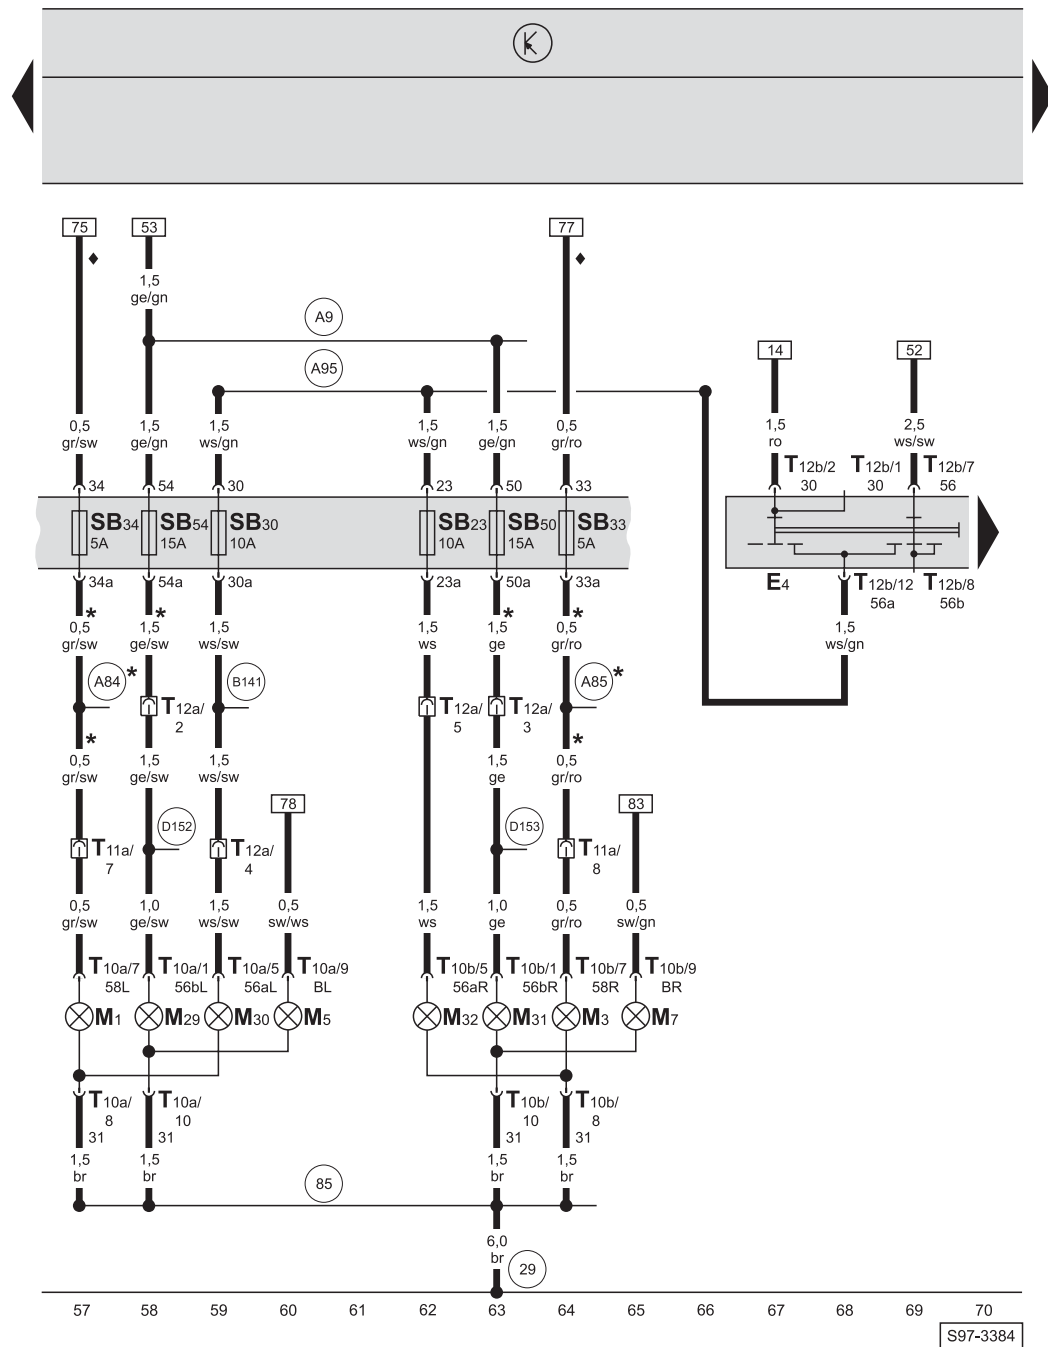 K
75 53 77
1,5
ge/gn
A9
A95
14 52
0,5 1,5 1,5 1,5 1,5 0,5 1,5 2,5
gr/sw ge/gn ws/gn ws/gn ge/gn gr/ro ro ws/sw
T12b/2 T12b/1 T12b/7
30 30 56
34 54 30 23 50 33
SB34 SB54 SB30 SB23 SB50 SB33
5A 15A 10A 10A 15A 5A
34a 54a 30a 23a 50a 33a
E4 T12b/12 T12b/8
56a 56b
* * * *
0,5 1,5 1,5 1,5 1,5 0,5 1,5
gr/sw ge/sw ws/sw ws ge gr/ro ws/gn
A84 * B141 A85 *
T12a/ T12a/ T12a/
2 5 3
* *
0,5 1,5 1,5 1,5 0,5
gr/sw ge/sw ws/sw ge gr/ro
78 83
D152 D153
T11a/ T12a/ T11a/
7 4 8
0,5 1,0 1,5 0,5 1,5 1,0 0,5 0,5
gr/sw ge/sw ws/sw sw/ws ws ge gr/ro sw/gn
T10a/7 T10a/1 T10a/5 T10a/9 T10b/5 T10b/1 T10b/7 T10b/9
58L 56bL 56aL BL 56aR 56bR 58R BR
M1 M29 M30 M5 M32 M31 M3 M7
T10a/ T10a/ T10b/ T10b/
8 10 10 8
31 31 31 31
1,5 1,5 1,5 1,5
br br br br
85
6,0
br
29
57 58 59 60 61 62 63 64 65 66 67 68 69 70
S97-3384